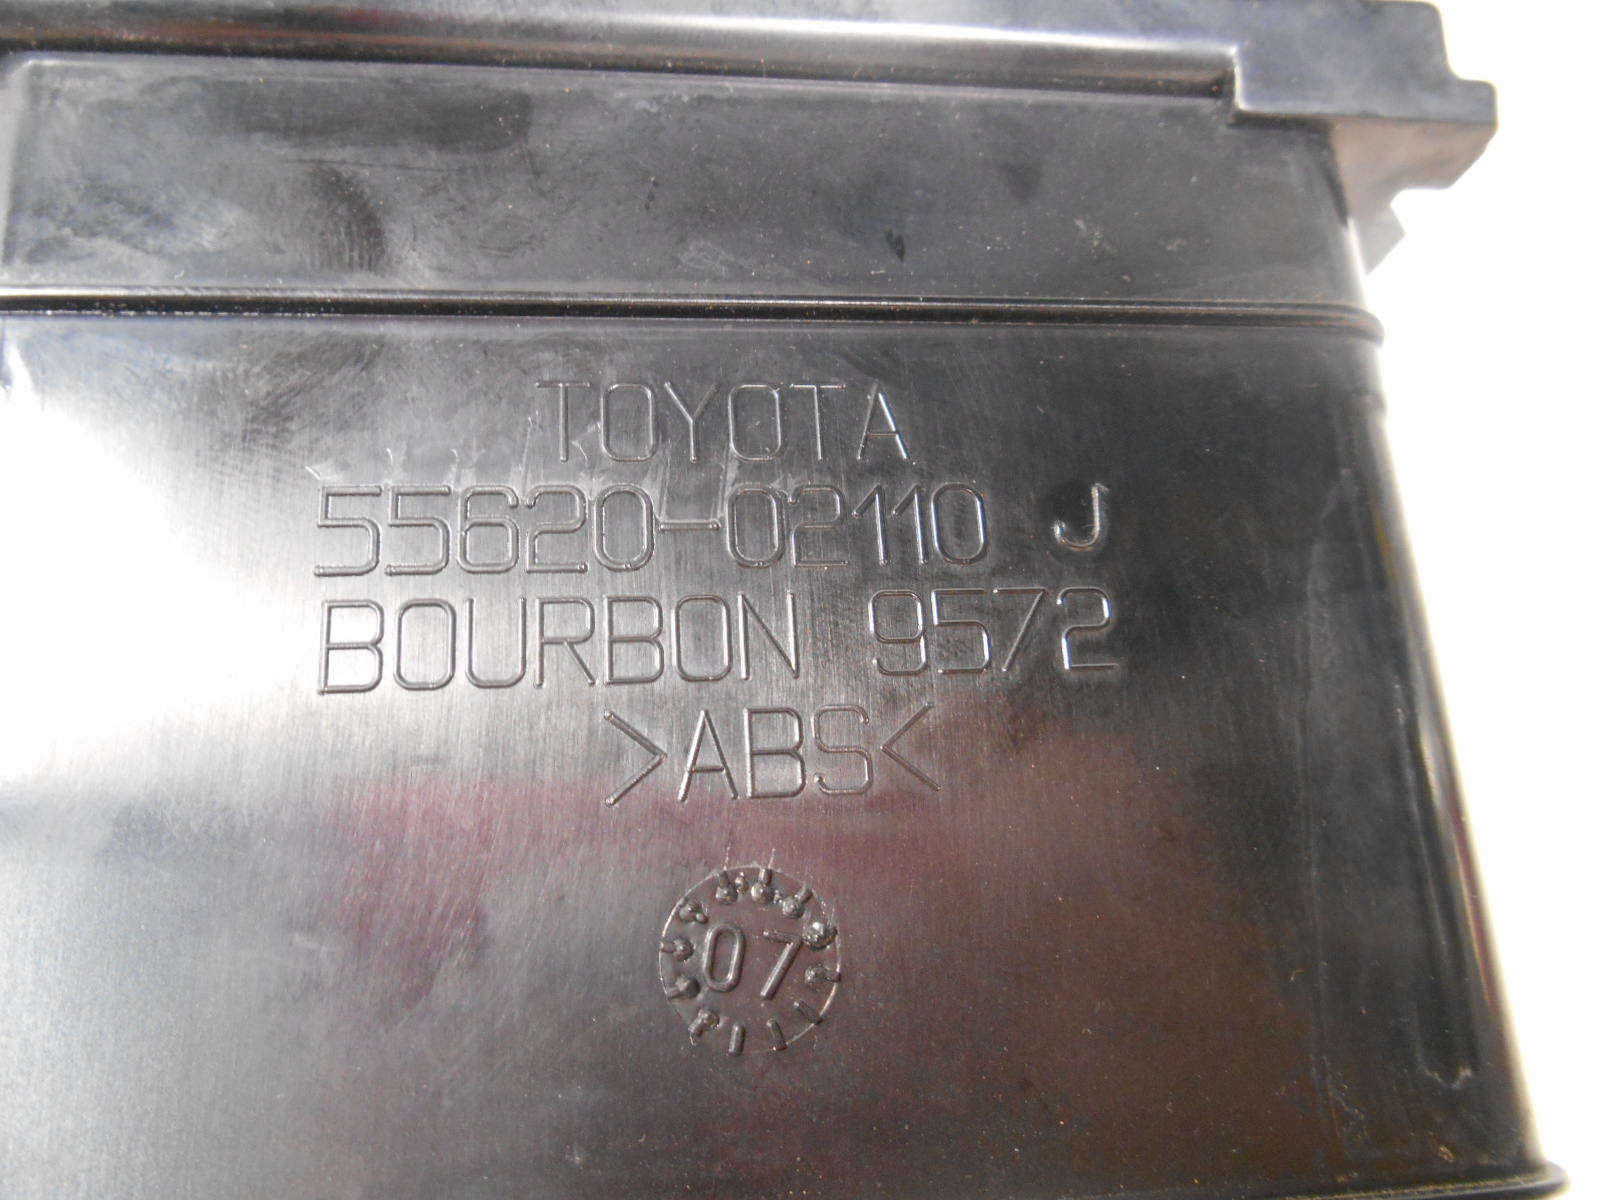 TOYOTA
55620-02110 J
BOURBON 9572
>ABS<
07